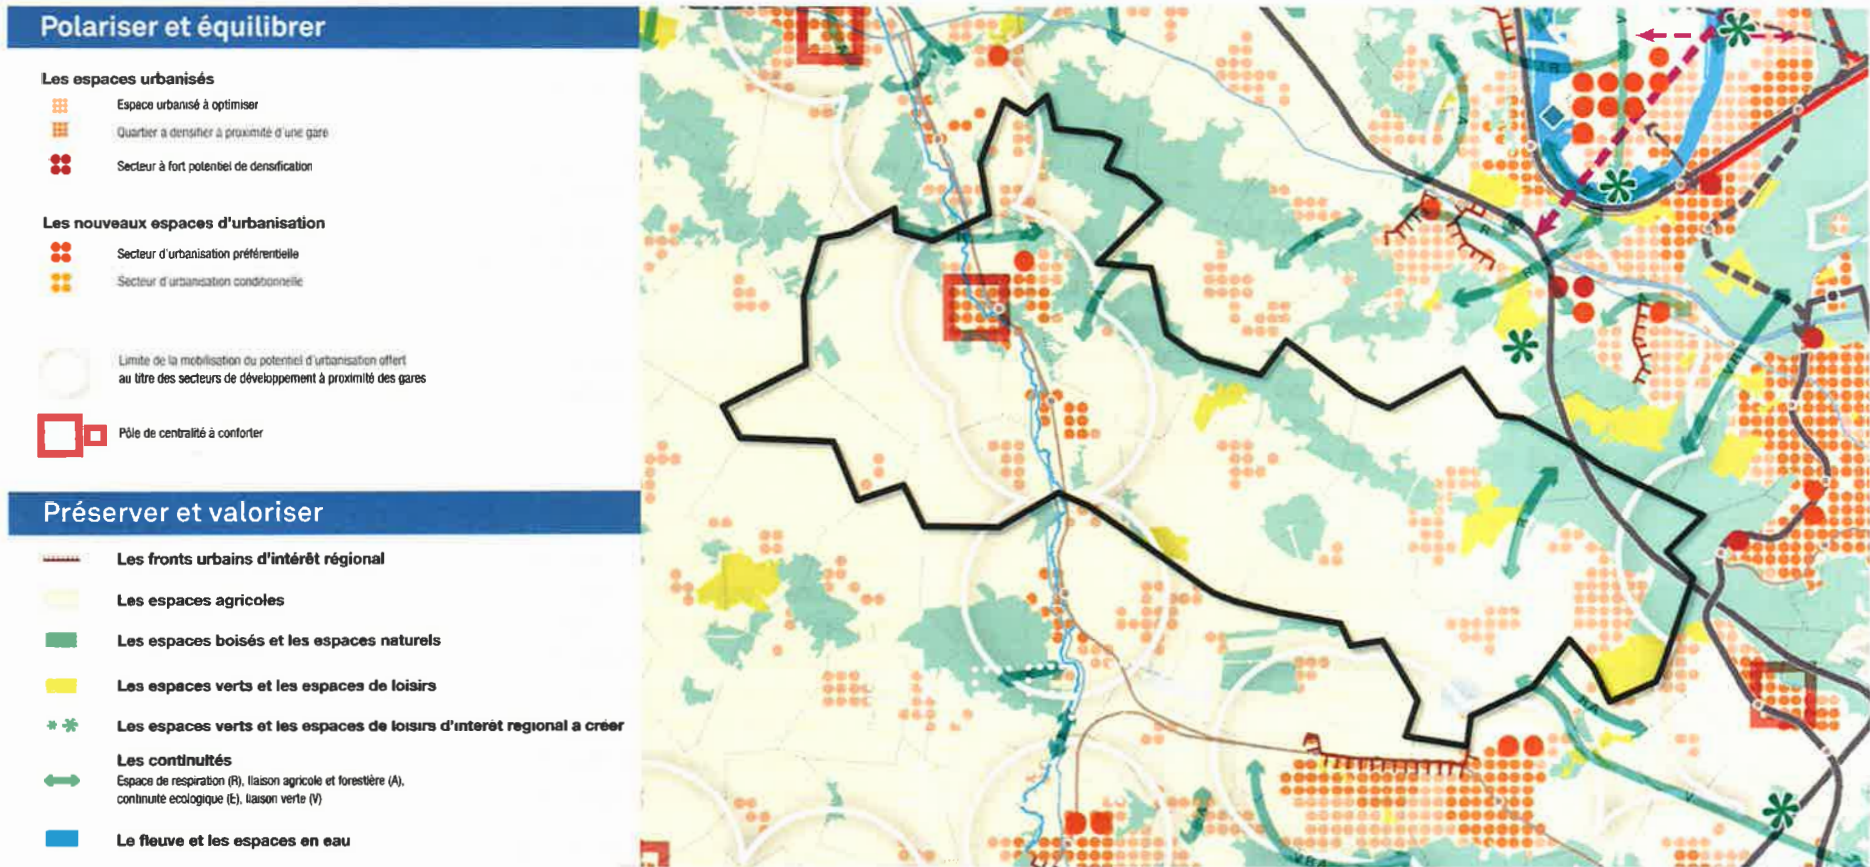 Polariser et équilibrer
Les espaces urbanisés
Espace urbanisé à optimiser
Quartier à densifier à proximité d'une gare
Secteur à fort potentiel de densification
Les nouveaux espaces d'urbanisation
Secteur d'urbanisation préférentielle
Secteur d'urbanisation conditionnelle
Limite de la mobilisation du potentiel d'urbanisation offert
au titre des secteurs de développement à proximité des gares
Pôle de centralité à conforter
Préserver et valoriser
Les fronts urbains d'intérêt régional
Les espaces agricoles
Les espaces boisés et les espaces naturels
Les espaces verts et les espaces de loisirs
Les espaces verts et les espaces de loisirs d'intérêt regional a créer
Les continuités
Espace de respiration (R), liaison agricole et forestière (A),
continuité ecologique (E), liaison verte (V)
Le fleuve et les espaces en eau
A
A
R
R
R
V